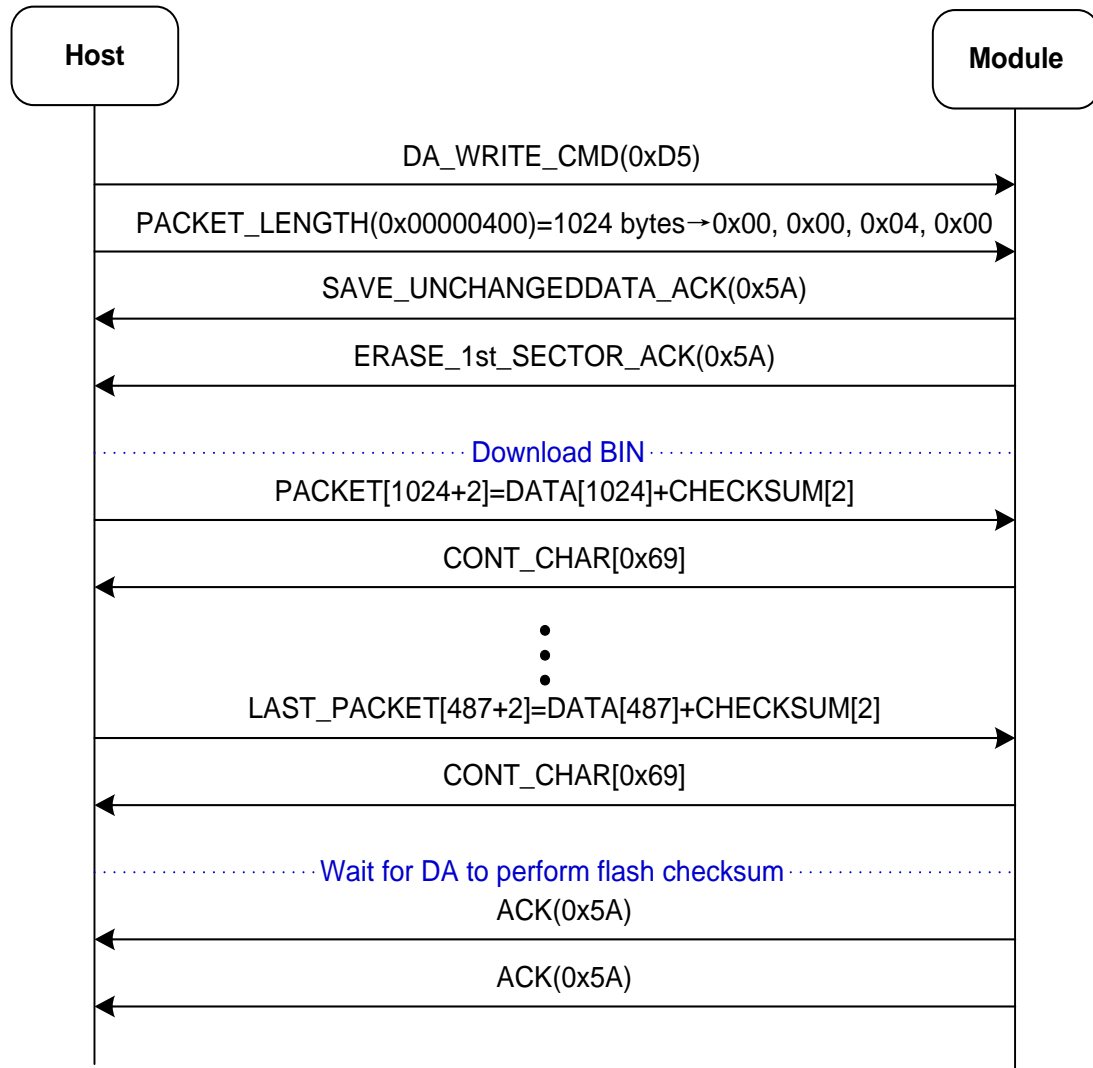 Host
Module
DA_WRITE_CMD(0xD5)
PACKET_LENGTH(0x00000400)=1024 bytes→0x00, 0x00, 0x04, 0x00
SAVE_UNCHANGEDDATA_ACK(0x5A)
ERASE_1st_SECTOR_ACK(0x5A)
Download BIN
PACKET[1024+2]=DATA[1024]+CHECKSUM[2]
CONT_CHAR[0x69]
LAST_PACKET[487+2]=DATA[487]+CHECKSUM[2]
CONT_CHAR[0x69]
Wait for DA to perform flash checksum
ACK(0x5A)
ACK(0x5A)